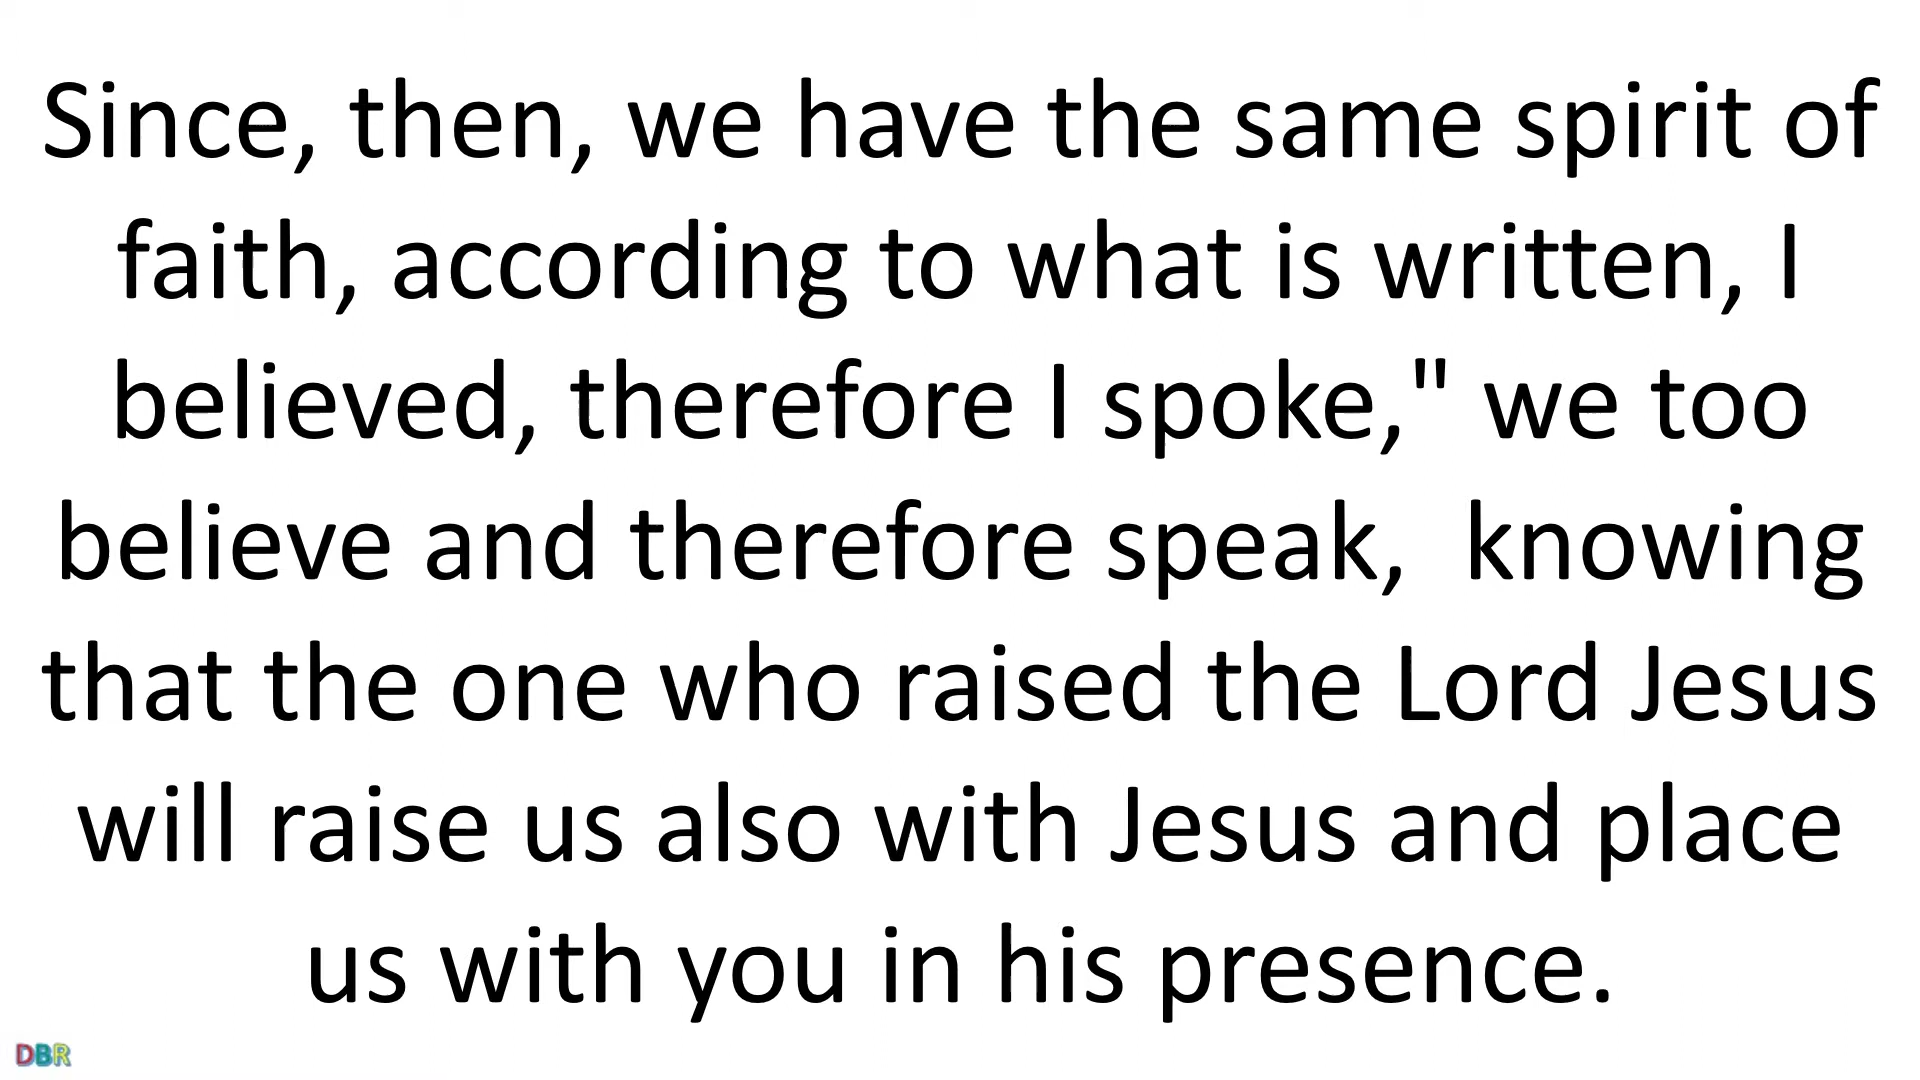 Since, then, we have the same spirit of
faith, according to what is written, I
believed, therefore I spoke," we too
believe and therefore speak,  knowing
that the one who raised the Lord Jesus
will raise us also with Jesus and place
us with you in his presence.
DBR